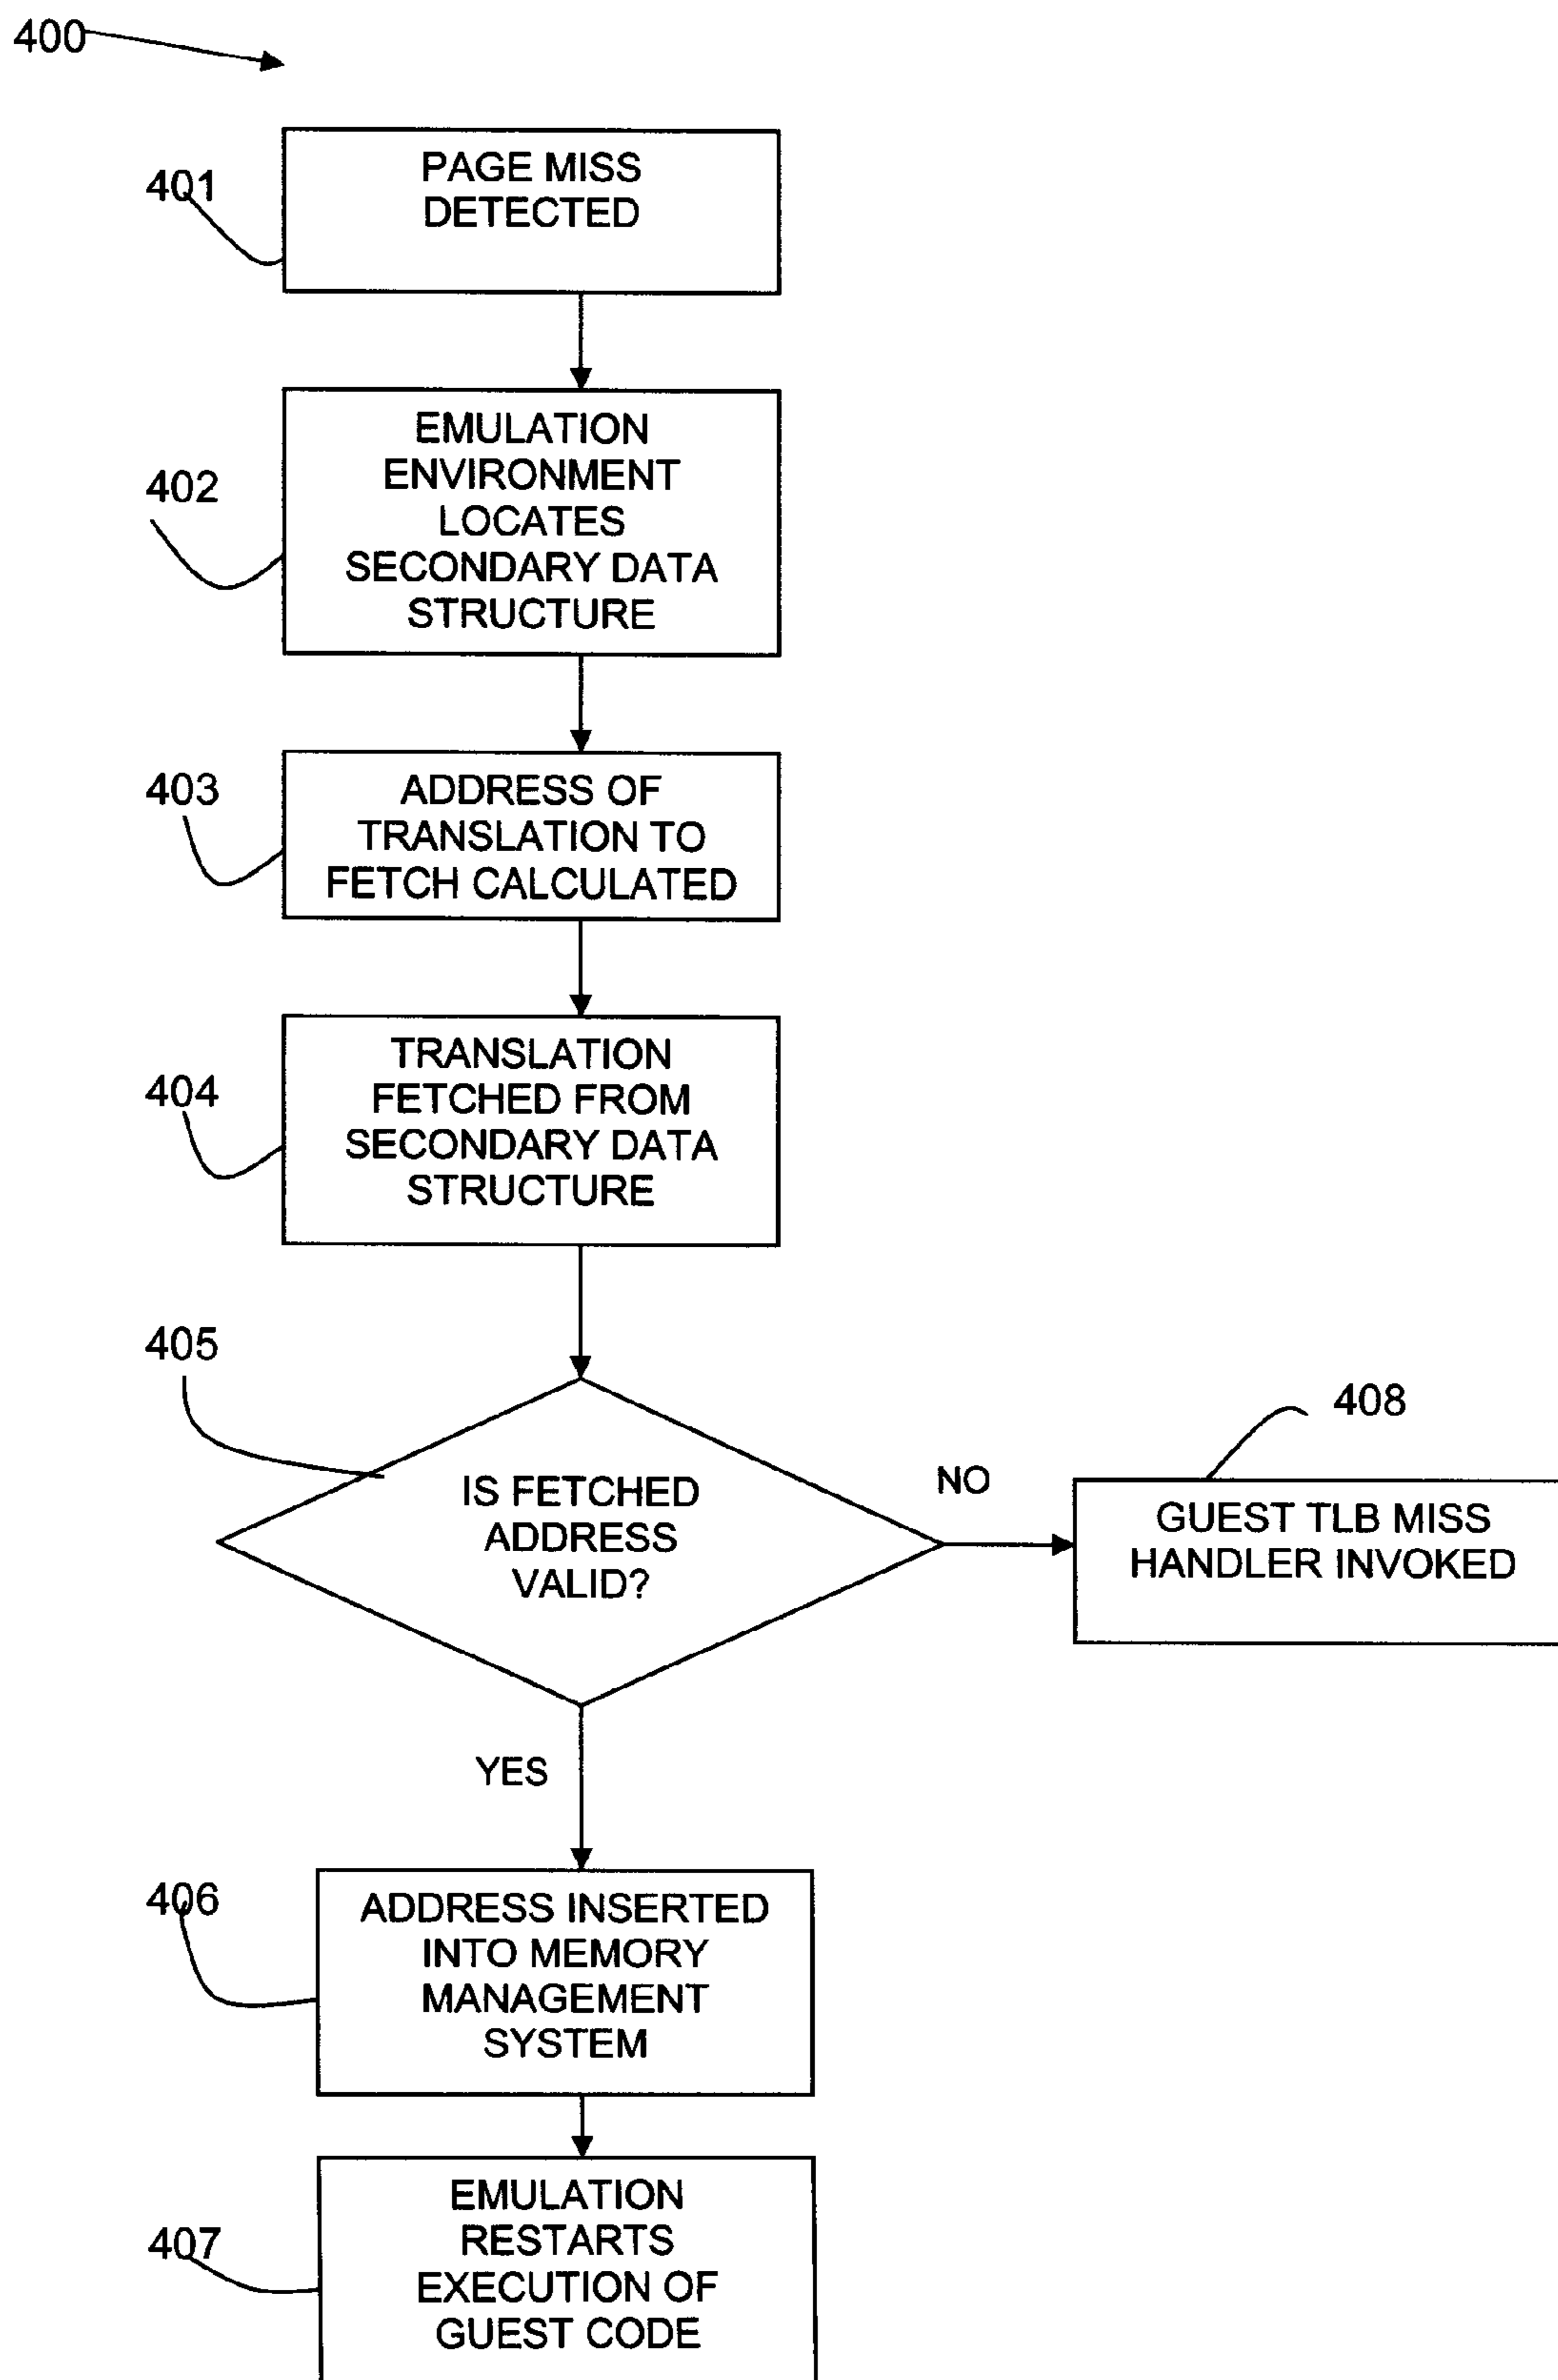 400
401
PAGE MISS
DETECTED
402
EMULATION
ENVIRONMENT
LOCATES
SECONDARY DATA
STRUCTURE
403
ADDRESS OF
TRANSLATION TO
FETCH CALCULATED
404
TRANSLATION
FETCHED FROM
SECONDARY DATA
STRUCTURE
405
IS FETCHED
ADDRESS
VALID?
NO
408
GUEST TLB MISS
HANDLER INVOKED
YES
406
ADDRESS INSERTED
INTO MEMORY
MANAGEMENT
SYSTEM
407
EMULATION
RESTARTS
EXECUTION OF
GUEST CODE